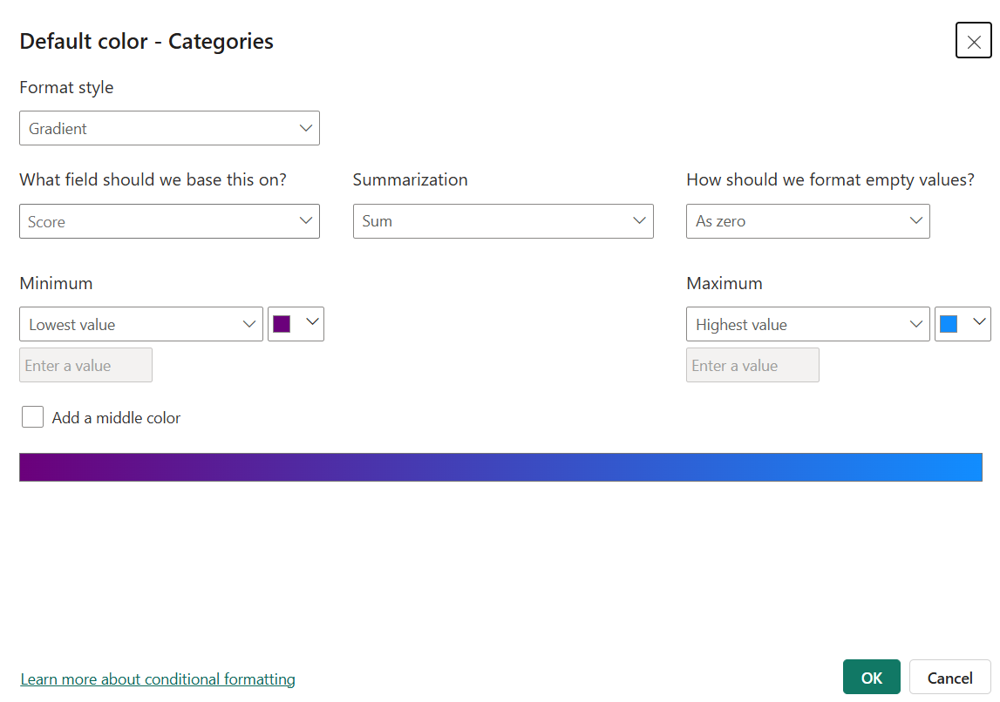 Default color - Categories
Format style
Gradient
What field should we base this on? Summarization How should we format empty values?
Score Sum As zero
Minimum Maximum
Lowest value Highest value
Enter a value Enter a value
Add a middle color
Learn more about conditional formatting OK Cancel